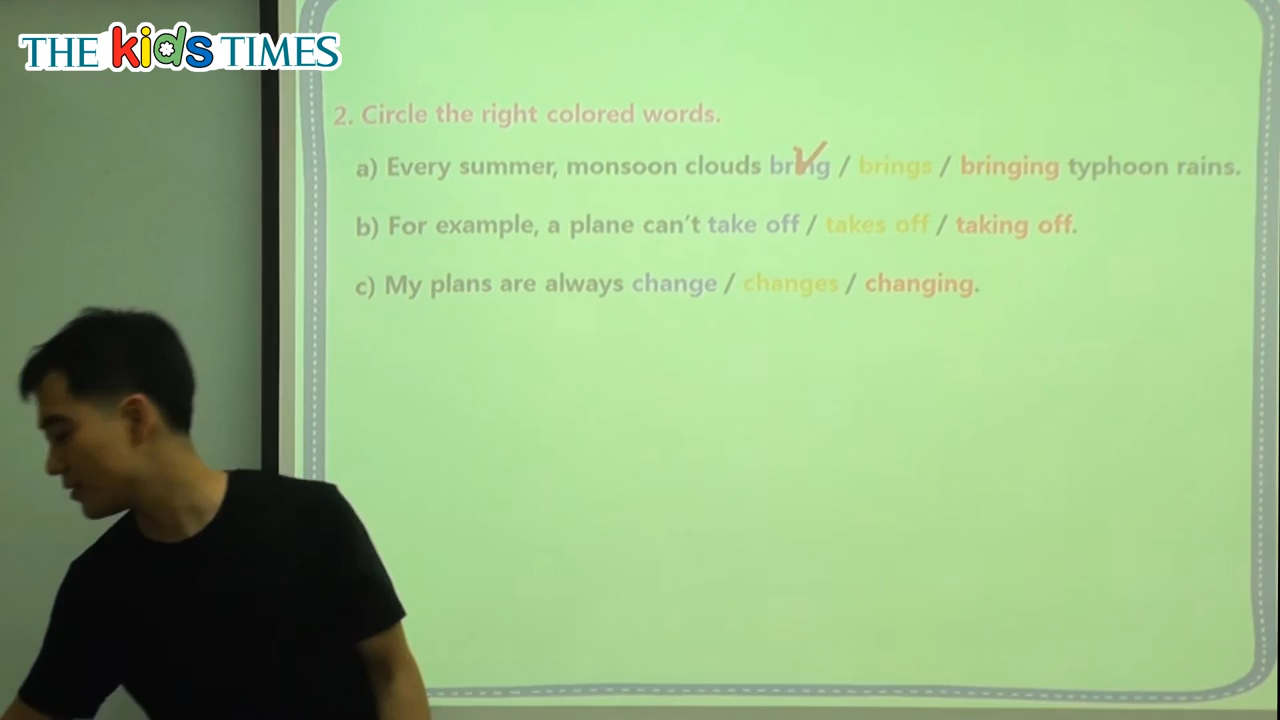 THE kids TIMES
2. Circle the right colored words.
a) Every summer, monsoon clouds bring / brings / bringing typhoon rains.
b) For example, a plane can't take off / takes off / taking off.
c) My plans are always change / changes / changing.